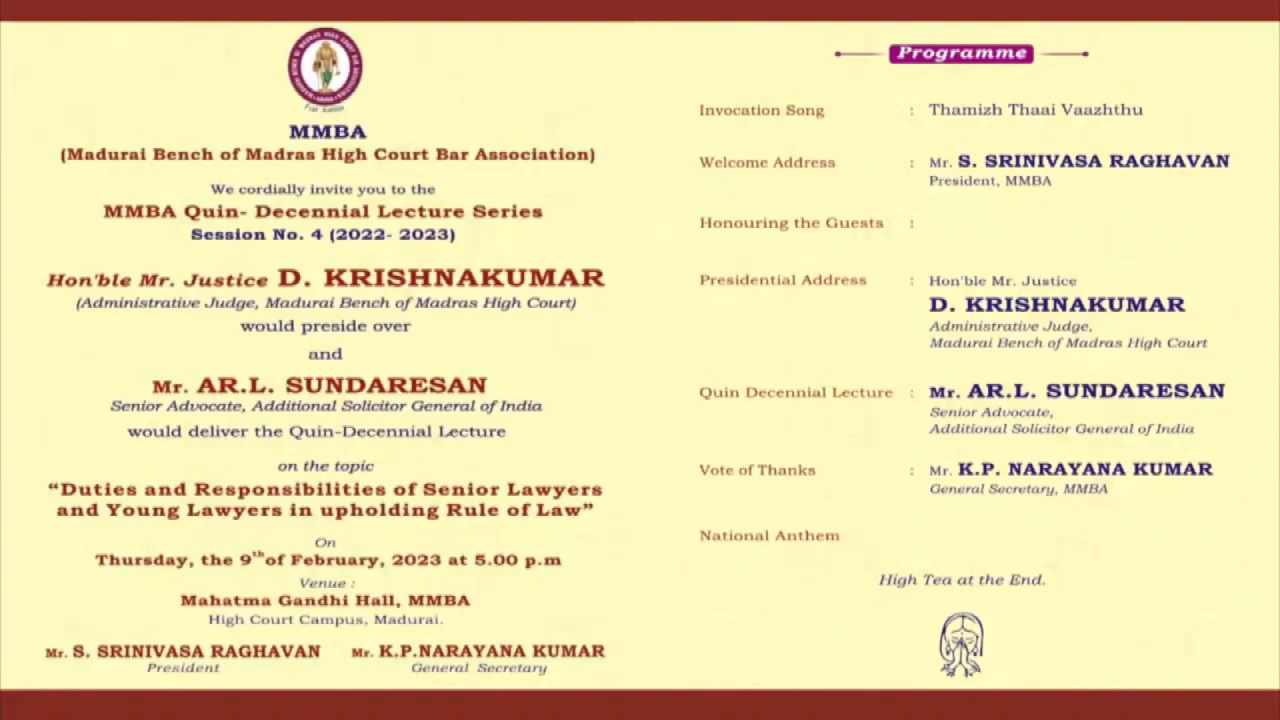 MMBA
(Madurai Bench of Madras High Court Bar Association)
We cordially invite you to the
MMBA Quin- Decennial Lecture Series
Session No. 4 (2022- 2023)
Hon'ble Mr. Justice D. KRISHNAKUMAR
(Administrative Judge, Madurai Bench of Madras High Court)
would preside over
and
Mr. AR.L. SUNDARESAN
Senior Advocate, Additional Solicitor General of India
would deliver the Quin-Decennial Lecture
on the topic
“Duties and Responsibilities of Senior Lawyers
and Young Lawyers in upholding Rule of Law”
On
Thursday, the 9th of February, 2023 at 5.00 p.m
Venue :
Mahatma Gandhi Hall, MMBA
High Court Campus, Madurai.
Mr. S. SRINIVASA RAGHAVAN Mr. K.P.NARAYANA KUMAR
President General Secretary
Programme
Invocation Song : Thamizh Thaai Vaazhthu
Welcome Address : Mr. S. SRINIVASA RAGHAVAN
President, MMBA
Honouring the Guests :
Presidential Address : Hon'ble Mr. Justice
D. KRISHNAKUMAR
Administrative Judge,
Madurai Bench of Madras High Court
Quin Decennial Lecture : Mr. AR.L. SUNDARESAN
Senior Advocate,
Additional Solicitor General of India
Vote of Thanks : Mr. K.P. NARAYANA KUMAR
General Secretary, MMBA
National Anthem
High Tea at the End.